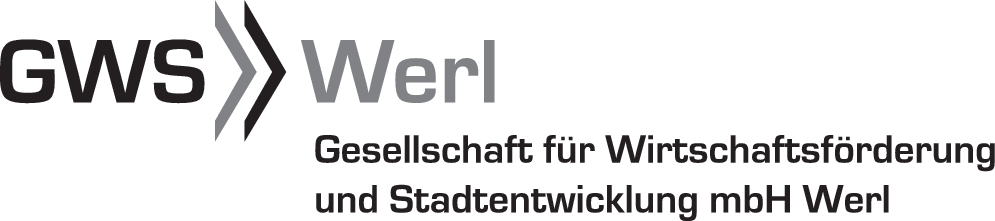 GWS Werl
Gesellschaft für Wirtschaftsförderung
und Stadtentwicklung mbH Werl